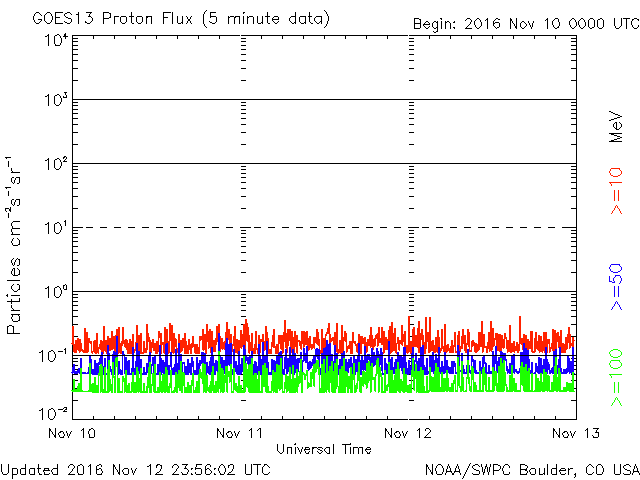 GOES13 Proton Flux (5 minute data)
Begin: 2016 Nov 10 0000 UTC
10⁴
10³
10²
10¹
10⁰
10⁻¹
10⁻²
Particles cm⁻²s⁻¹sr⁻¹
MeV
>=10
>=50
>=100
Nov 10 Nov 11 Nov 12 Nov 13
Universal Time
Updated 2016 Nov 12 23:56:02 UTC
NOAA/SWPC Boulder, CO USA